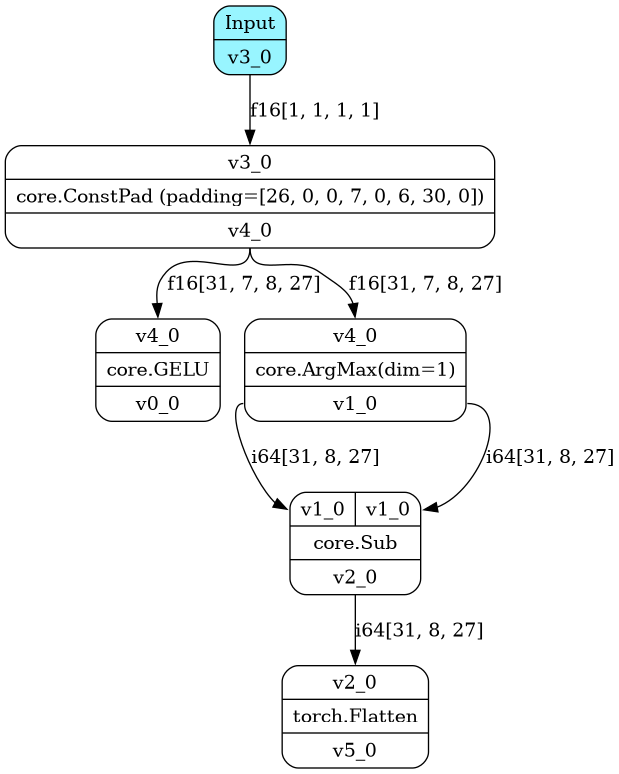 Input
v3_0
f16[1, 1, 1, 1]
v3_0
core.ConstPad (padding=[26, 0, 0, 7, 0, 6, 30, 0])
v4_0
f16[31, 7, 8, 27]
f16[31, 7, 8, 27]
v4_0
core.GELU
v0_0
v4_0
core.ArgMax(dim=1)
v1_0
i64[31, 8, 27]
i64[31, 8, 27]
v1_0
v1_0
core.Sub
v2_0
i64[31, 8, 27]
v2_0
torch.Flatten
v5_0